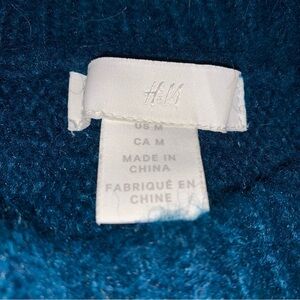 H&M
US M
CA M
MADE IN
CHINA
FABRIQUÉ EN
CHINE